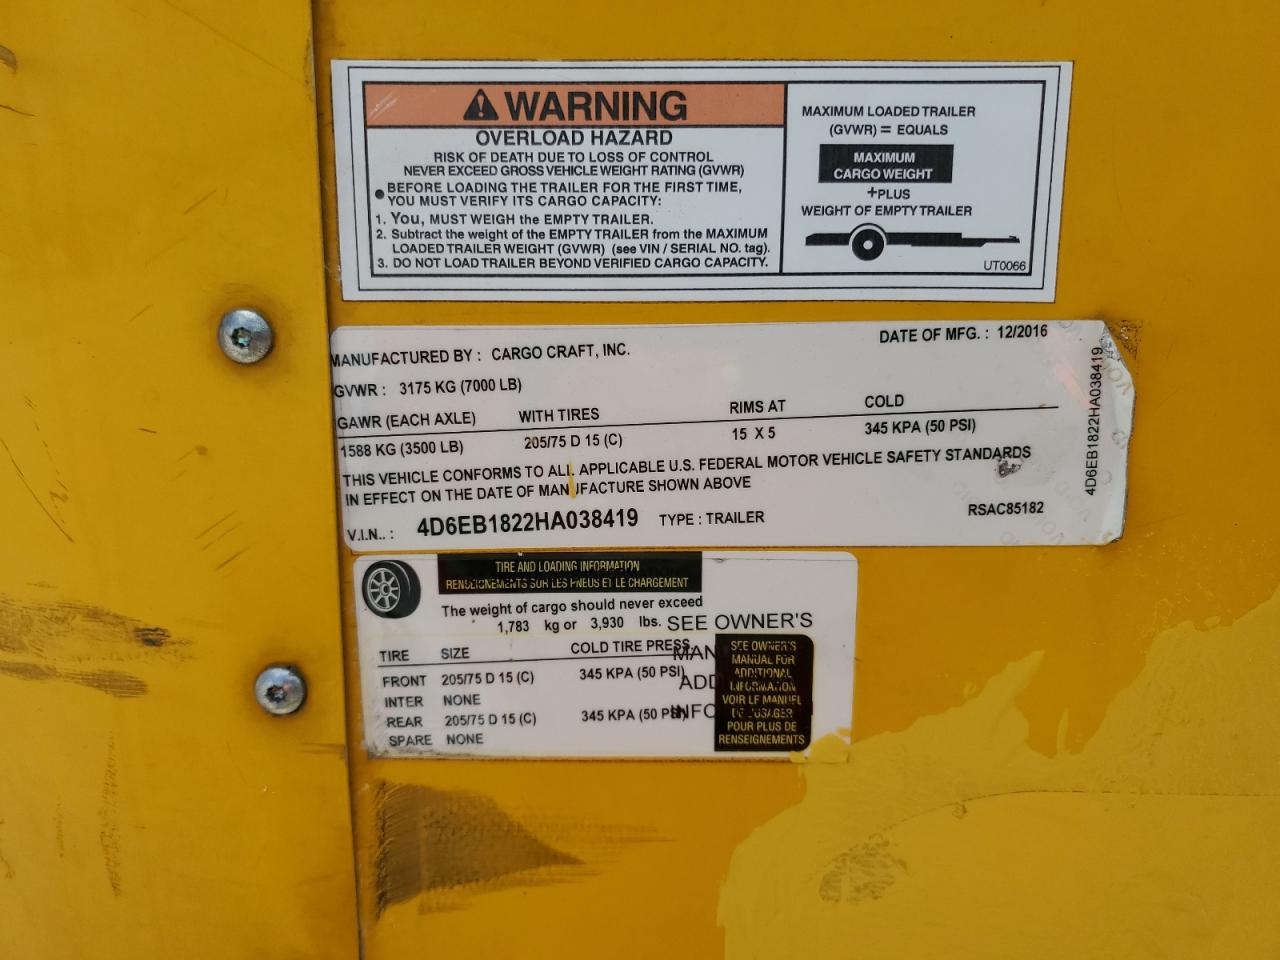 WARNING
OVERLOAD HAZARD
RISK OF DEATH DUE TO LOSS OF CONTROL
NEVER EXCEED GROSS VEHICLE WEIGHT RATING (GVWR)
● BEFORE LOADING THE TRAILER FOR THE FIRST TIME,
YOU MUST VERIFY ITS CARGO CAPACITY:
1. You, MUST WEIGH the EMPTY TRAILER.
2. Subtract the weight of the EMPTY TRAILER from the MAXIMUM
LOADED TRAILER WEIGHT (GVWR) (see VIN / SERIAL NO. tag).
3. DO NOT LOAD TRAILER BEYOND VERIFIED CARGO CAPACITY.
MAXIMUM LOADED TRAILER
(GVWR) = EQUALS
MAXIMUM
CARGO WEIGHT
+PLUS
WEIGHT OF EMPTY TRAILER
UT0066
MANUFACTURED BY : CARGO CRAFT, INC. DATE OF MFG. : 12/2016
GVWR : 3175 KG (7000 LB)
GAWR (EACH AXLE) WITH TIRES RIMS AT COLD
1588 KG (3500 LB) 205/75 D 15 (C) 15 X 5 345 KPA (50 PSI)
THIS VEHICLE CONFORMS TO ALL APPLICABLE U.S. FEDERAL MOTOR VEHICLE SAFETY STANDARDS
IN EFFECT ON THE DATE OF MANUFACTURE SHOWN ABOVE
V.I.N.. : 4D6EB1822HA038419 TYPE : TRAILER RSAC85182
4D6EB1822HA038419
TIRE AND LOADING INFORMATION
RENSEIGNEMENTS SUR LES PNEUS ET LE CHARGEMENT
The weight of cargo should never exceed
1,783 kg or 3,930 lbs. SEE OWNER'S
TIRE SIZE COLD TIRE PRESS.
FRONT 205/75 D 15 (C) 345 KPA (50 PSI)
INTER NONE
REAR 205/75 D 15 (C) 345 KPA (50 PSI)
SPARE NONE
MAN
ADD
INFO
SEE OWNER'S
MANUAL FOR
ADDITIONAL
INFORMATION
VOIR LE MANUEL
DE L'USAGER
POUR PLUS DE
RENSEIGNEMENTS